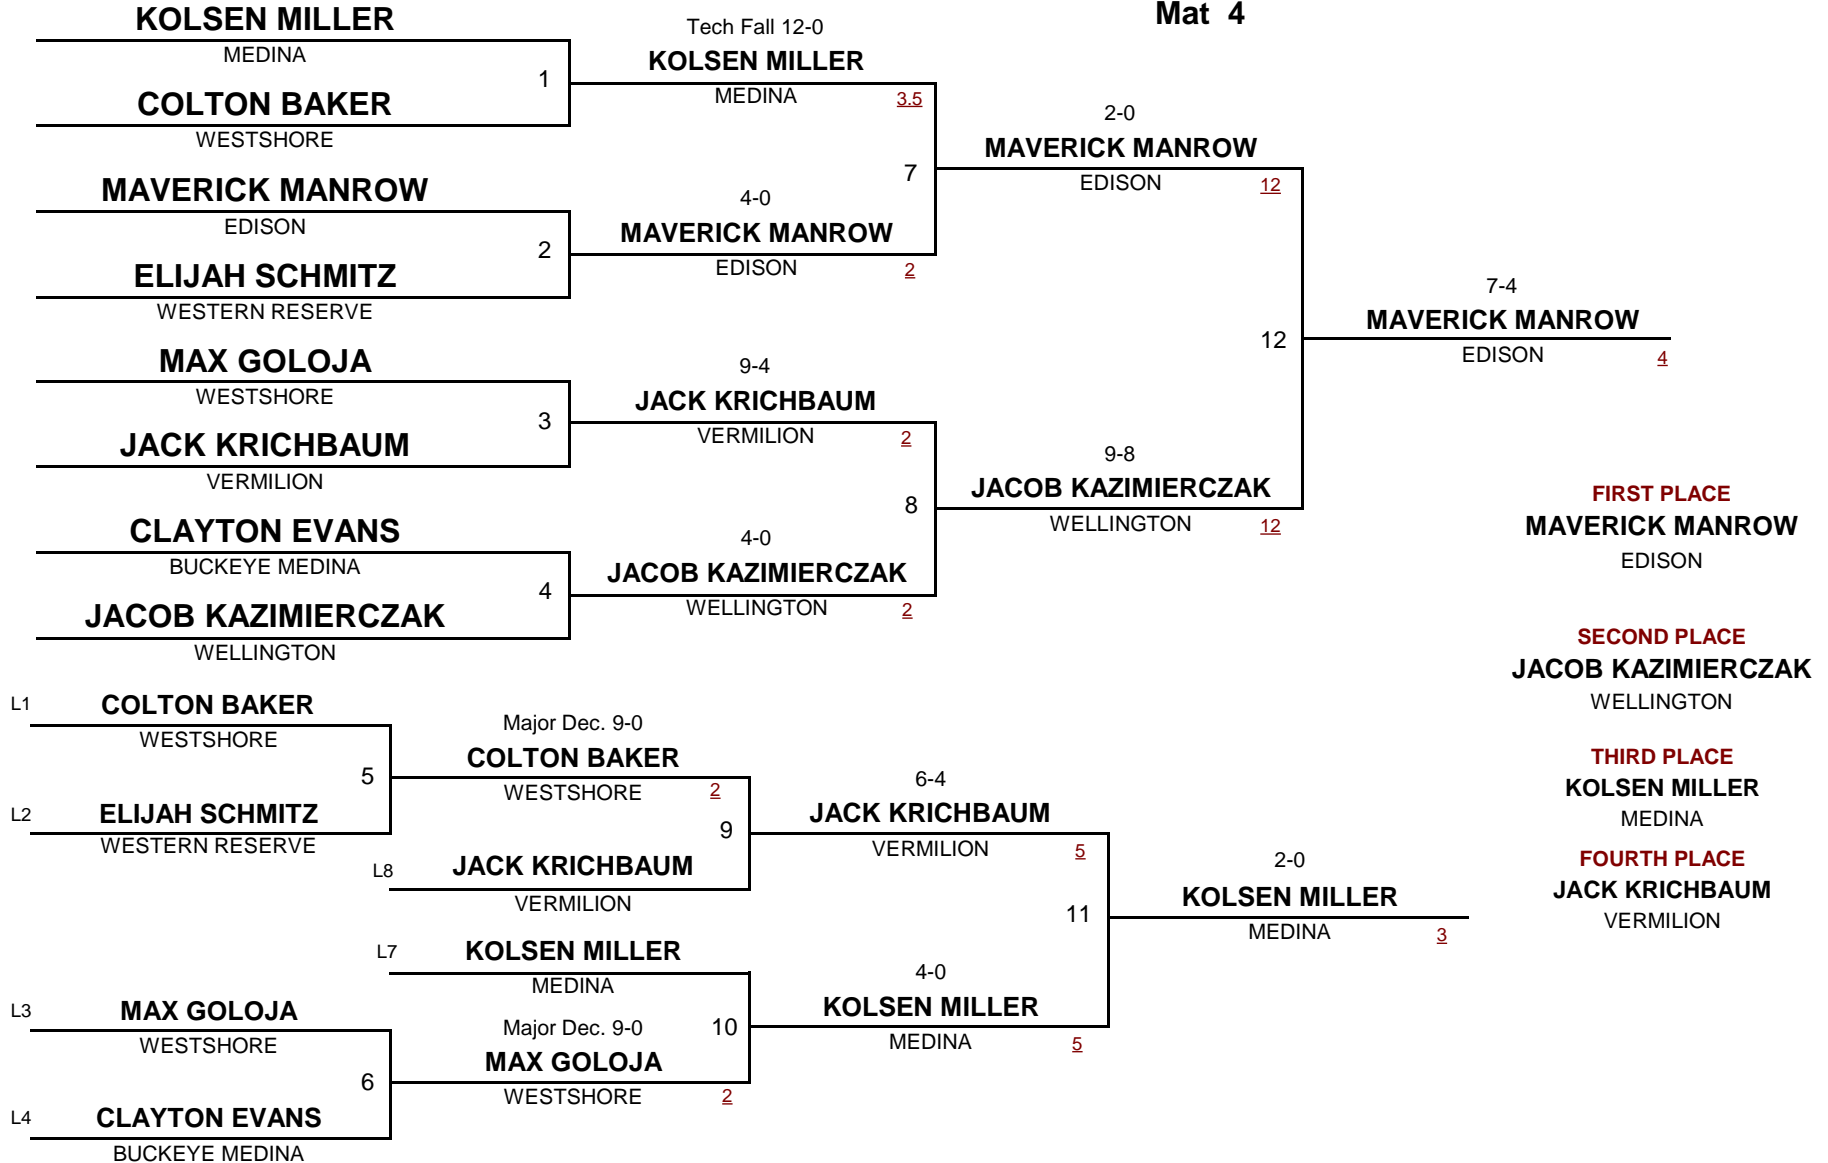 Mat 4
KOLSEN MILLER
MEDINA
1
COLTON BAKER
WESTSHORE
MAVERICK MANROW
EDISON
2
ELIJAH SCHMITZ
WESTERN RESERVE
MAX GOLOJA
WESTSHORE
3
JACK KRICHBAUM
VERMILION
CLAYTON EVANS
BUCKEYE MEDINA
4
JACOB KAZIMIERCZAK
WELLINGTON
Tech Fall 12-0
KOLSEN MILLER
MEDINA 3.5
7
4-0
MAVERICK MANROW
EDISON 2
9-4
JACK KRICHBAUM
VERMILION 2
8
4-0
JACOB KAZIMIERCZAK
WELLINGTON 2
2-0
MAVERICK MANROW
EDISON 12
12
9-8
JACOB KAZIMIERCZAK
WELLINGTON 12
7-4
MAVERICK MANROW
EDISON 4
FIRST PLACE
MAVERICK MANROW
EDISON
SECOND PLACE
JACOB KAZIMIERCZAK
WELLINGTON
THIRD PLACE
KOLSEN MILLER
MEDINA
FOURTH PLACE
JACK KRICHBAUM
VERMILION
L1 COLTON BAKER
WESTSHORE
5
L2 ELIJAH SCHMITZ
WESTERN RESERVE
L3 MAX GOLOJA
WESTSHORE
6
L4 CLAYTON EVANS
BUCKEYE MEDINA
Major Dec. 9-0
COLTON BAKER
WESTSHORE 2
9
L8 JACK KRICHBAUM
VERMILION
L7 KOLSEN MILLER
MEDINA
10
Major Dec. 9-0
MAX GOLOJA
WESTSHORE 2
6-4
JACK KRICHBAUM
VERMILION 5
11
4-0
KOLSEN MILLER
MEDINA 5
2-0
KOLSEN MILLER
MEDINA 3